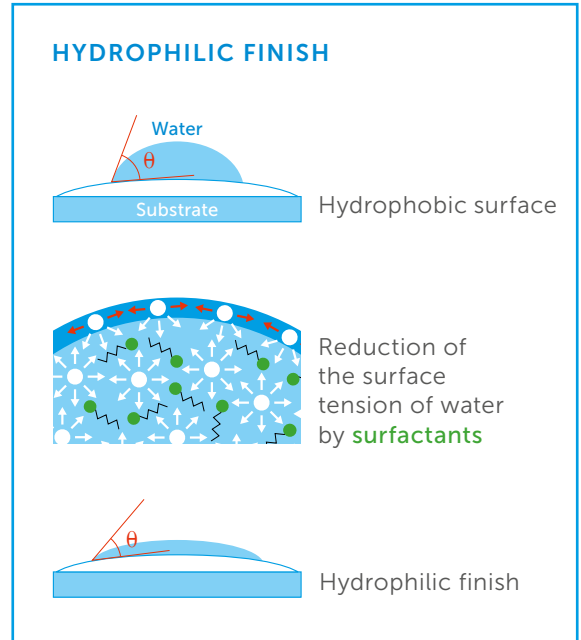 HYDROPHILIC FINISH
Water
θ
Substrate
Hydrophobic surface
Reduction of
the surface
tension of water
by surfactants
θ
Hydrophilic finish